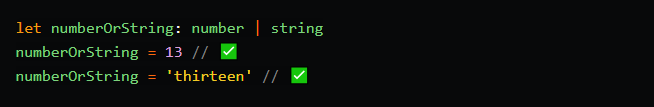 let numberOrString: number | string
numberOrString = 13 // ✅
numberOrString = 'thirteen' // ✅